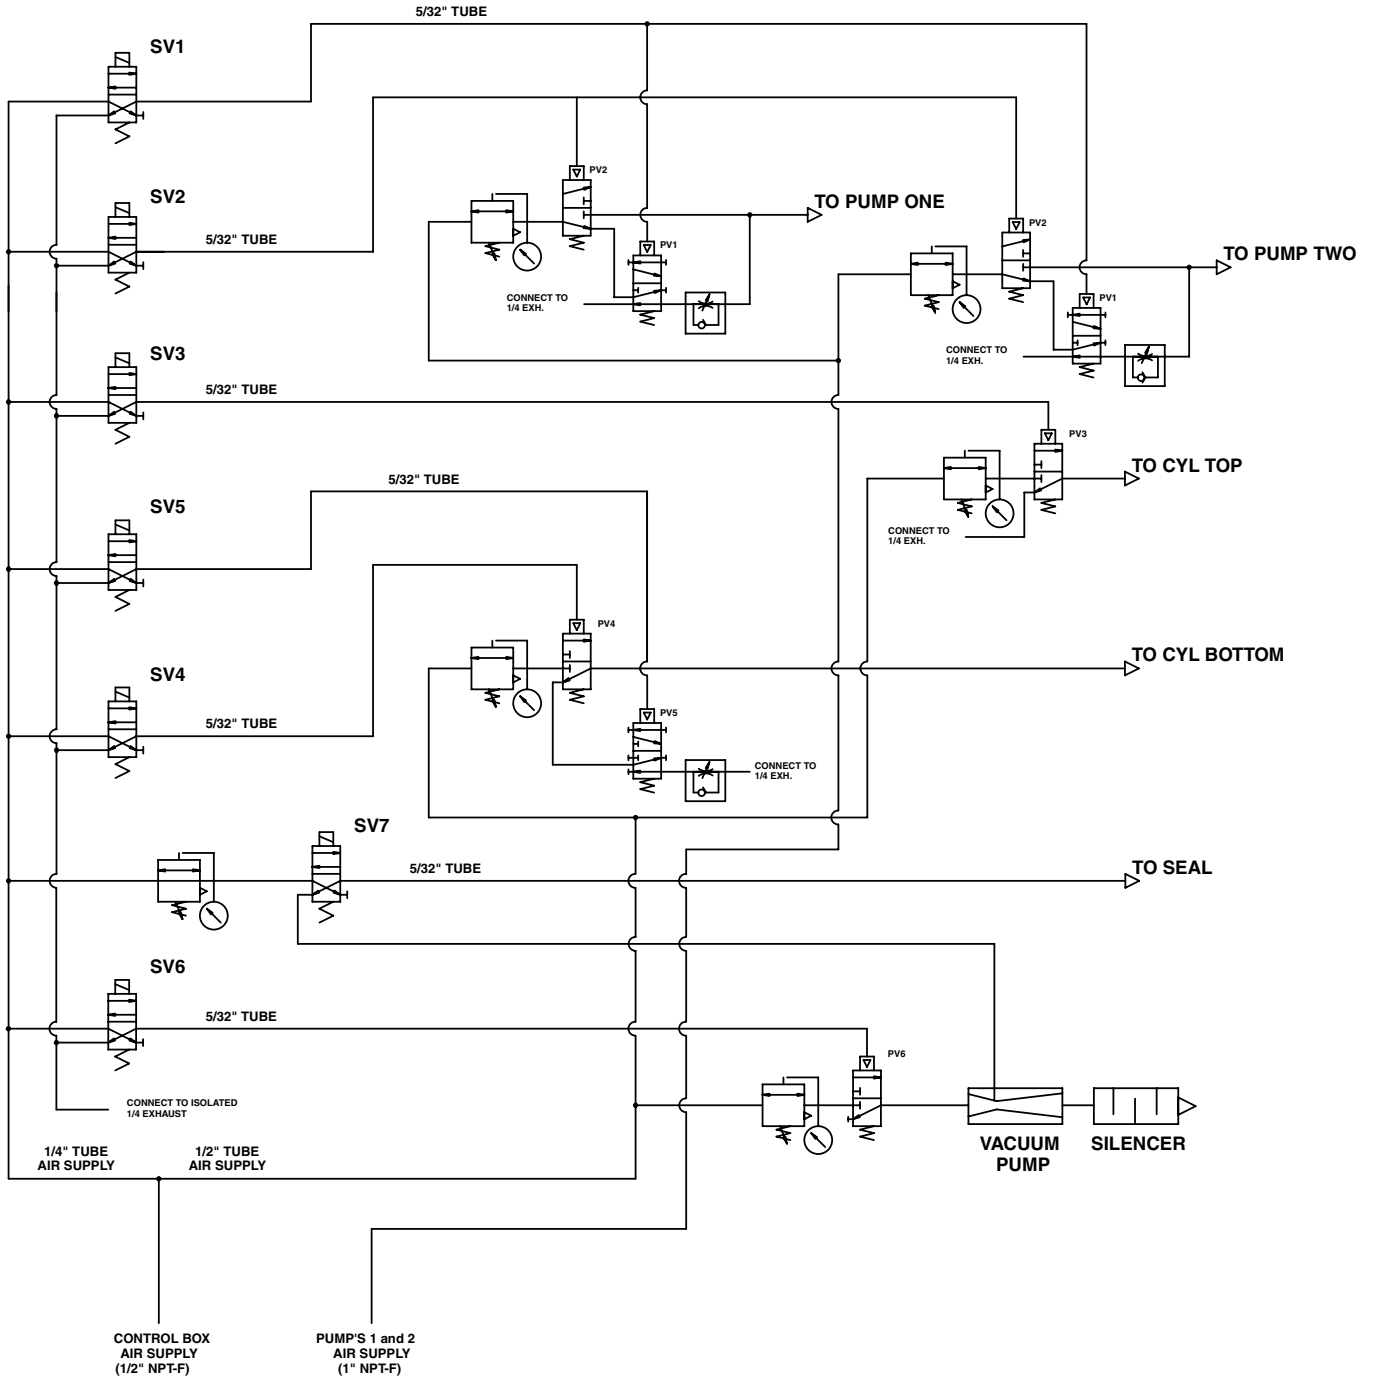 5/32" TUBE
SV1
SV2
5/32" TUBE
PV2
TO PUMP ONE
PV1
CONNECT TO
1/4 EXH.
PV2
TO PUMP TWO
PV1
CONNECT TO
1/4 EXH.
SV3
5/32" TUBE
PV3
TO CYL TOP
CONNECT TO
1/4 EXH.
SV5
5/32" TUBE
PV4
TO CYL BOTTOM
SV4
5/32" TUBE
PV5
CONNECT TO
1/4 EXH.
SV7
5/32" TUBE
TO SEAL
SV6
5/32" TUBE
PV6
CONNECT TO ISOLATED
1/4 EXHAUST
VACUUM
PUMP
SILENCER
1/4" TUBE
AIR SUPPLY
1/2" TUBE
AIR SUPPLY
CONTROL BOX
AIR SUPPLY
(1/2" NPT-F)
PUMP'S 1 and 2
AIR SUPPLY
(1" NPT-F)